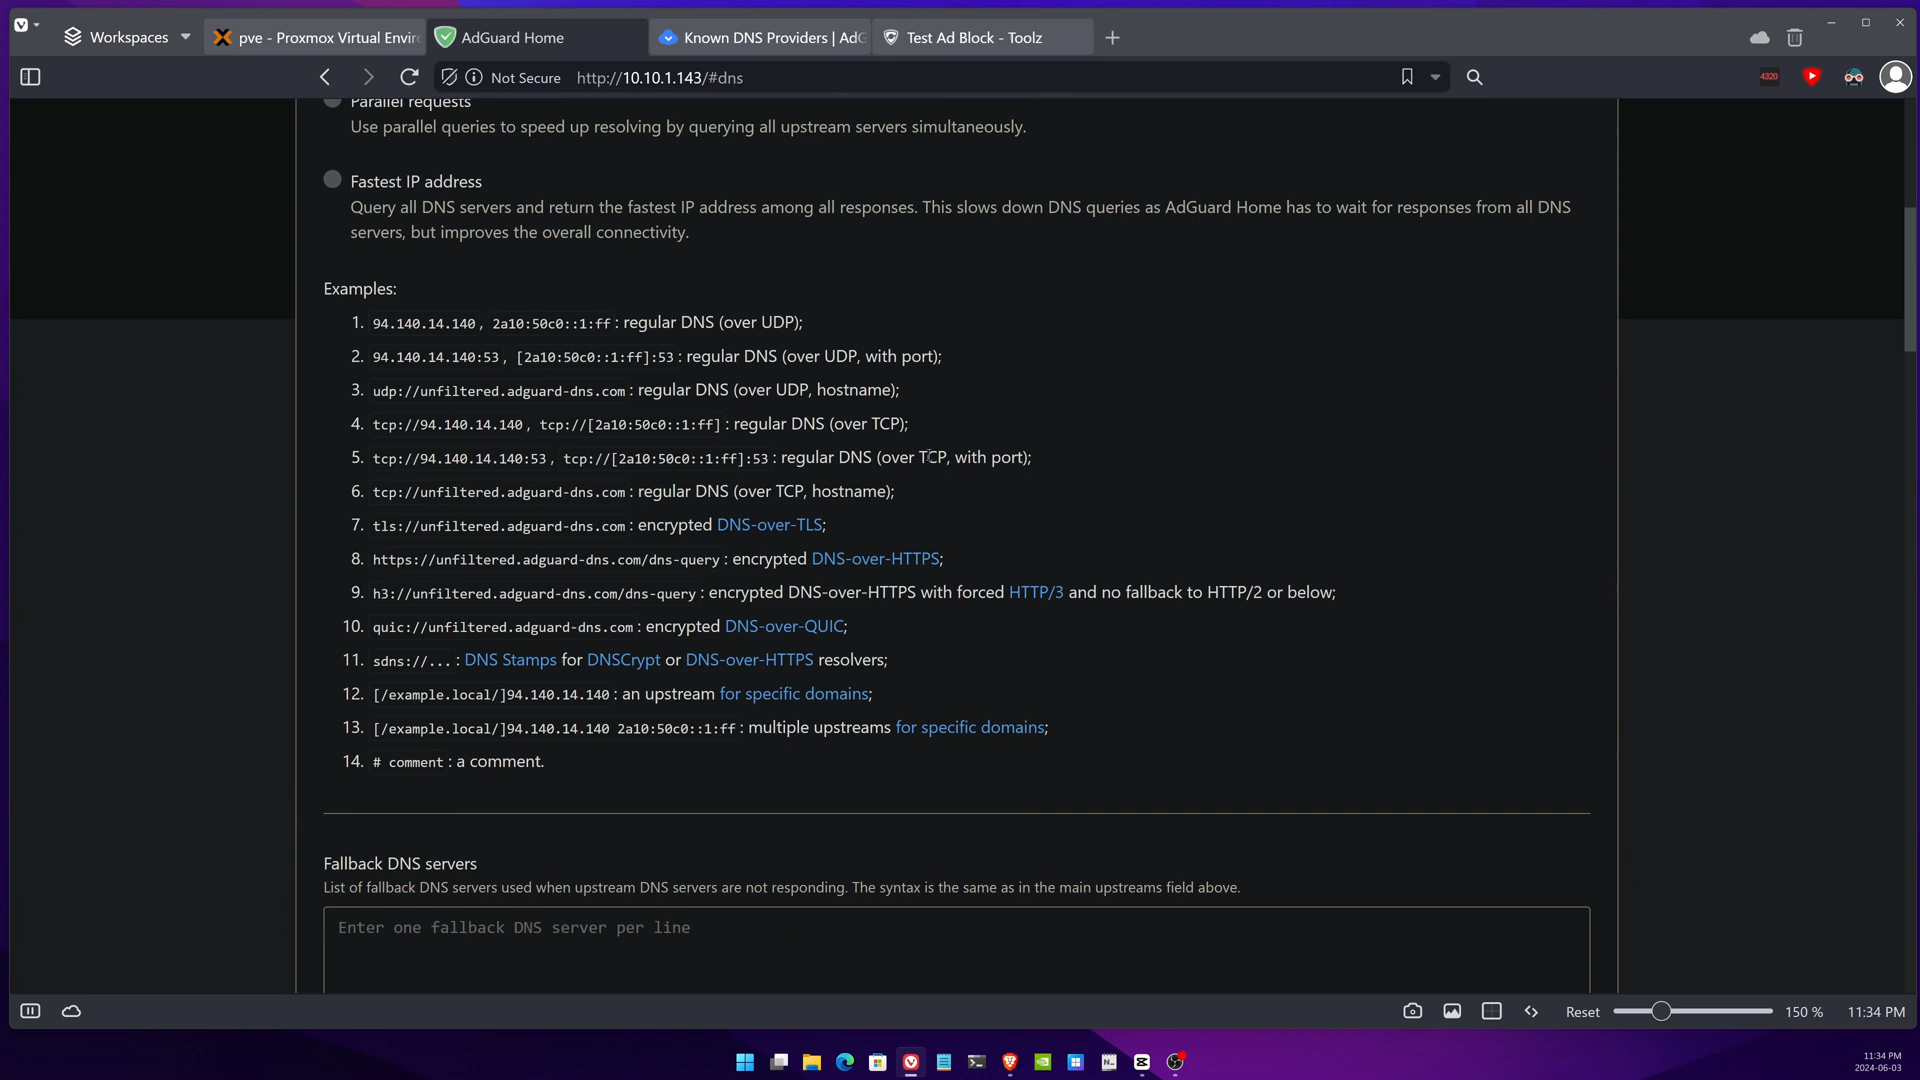 Workspaces
pve - Proxmox Virtual Enviro
AdGuard Home
Known DNS Providers | AdG
Test Ad Block - Toolz
Not Secure http://10.10.1.143/#dns
4320
Parallel requests
Use parallel queries to speed up resolving by querying all upstream servers simultaneously.
Fastest IP address
Query all DNS servers and return the fastest IP address among all responses. This slows down DNS queries as AdGuard Home has to wait for responses from all DNS
servers, but improves the overall connectivity.
Examples:
1. 94.140.14.140, 2a10:50c0::1:ff: regular DNS (over UDP);
2. 94.140.14.140:53, [2a10:50c0::1:ff]:53: regular DNS (over UDP, with port);
3. udp://unfiltered.adguard-dns.com: regular DNS (over UDP, hostname);
4. tcp://94.140.14.140, tcp://[2a10:50c0::1:ff]: regular DNS (over TCP);
5. tcp://94.140.14.140:53, tcp://[2a10:50c0::1:ff]:53: regular DNS (over TCP, with port);
6. tcp://unfiltered.adguard-dns.com: regular DNS (over TCP, hostname);
7. tls://unfiltered.adguard-dns.com: encrypted DNS-over-TLS;
8. https://unfiltered.adguard-dns.com/dns-query: encrypted DNS-over-HTTPS;
9. h3://unfiltered.adguard-dns.com/dns-query: encrypted DNS-over-HTTPS with forced HTTP/3 and no fallback to HTTP/2 or below;
10. quic://unfiltered.adguard-dns.com: encrypted DNS-over-QUIC;
11. sdns://...: DNS Stamps for DNSCrypt or DNS-over-HTTPS resolvers;
12. [/example.local/]94.140.14.140: an upstream for specific domains;
13. [/example.local/]94.140.14.140 2a10:50c0::1:ff: multiple upstreams for specific domains;
14. # comment: a comment.
Fallback DNS servers
List of fallback DNS servers used when upstream DNS servers are not responding. The syntax is the same as in the main upstreams field above.
Enter one fallback DNS server per line
Reset
150 %
11:34 PM
11:34 PM
2024-06-03